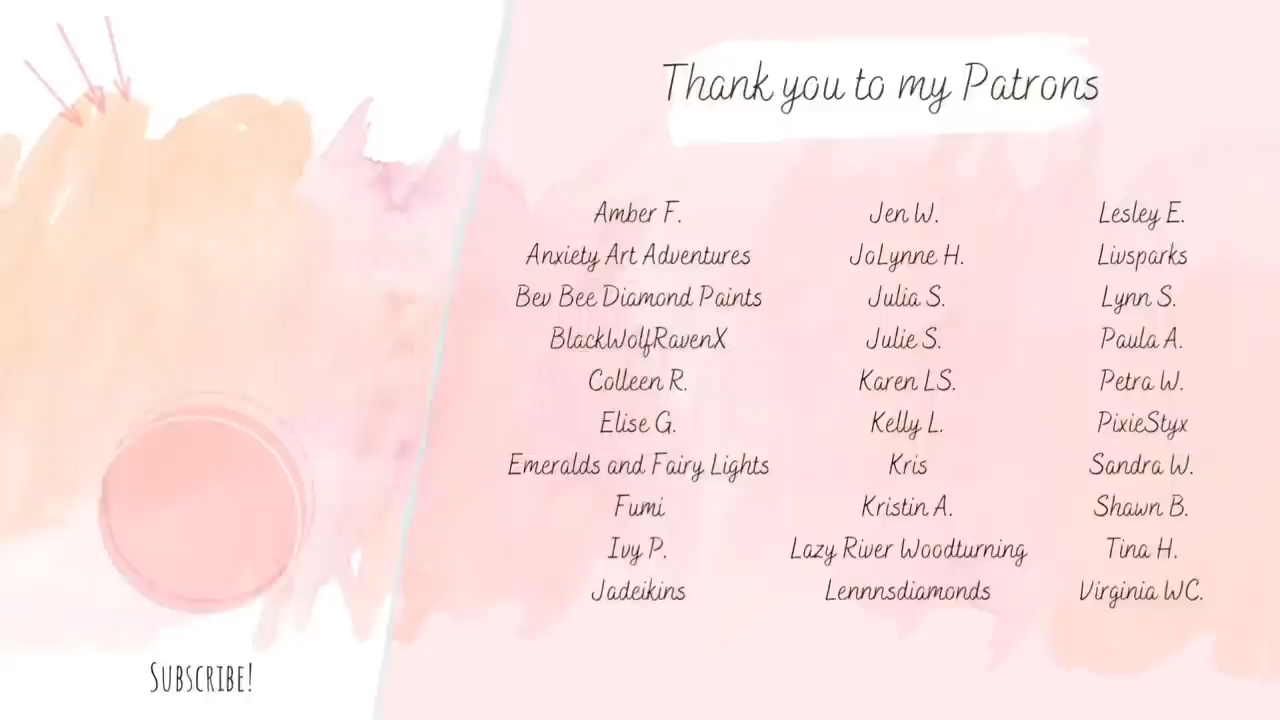 Thank you to my Patrons
Amber F.
Anxiety Art Adventures
Bev Bee Diamond Paints
BlackWolfRavenX
Colleen R.
Elise G.
Emeralds and Fairy Lights
Fumi
Ivy P.
Jadeikins
Jen W.
JoLynne H.
Julia S.
Julie S.
Karen LS.
Kelly L.
Kris
Kristin A.
Lazy River Woodturning
Lennnsdiamonds
Lesley E.
Livsparks
Lynn S.
Paula A.
Petra W.
PixieStyx
Sandra W.
Shawn B.
Tina H.
Virginia WC.
SUBSCRIBE!